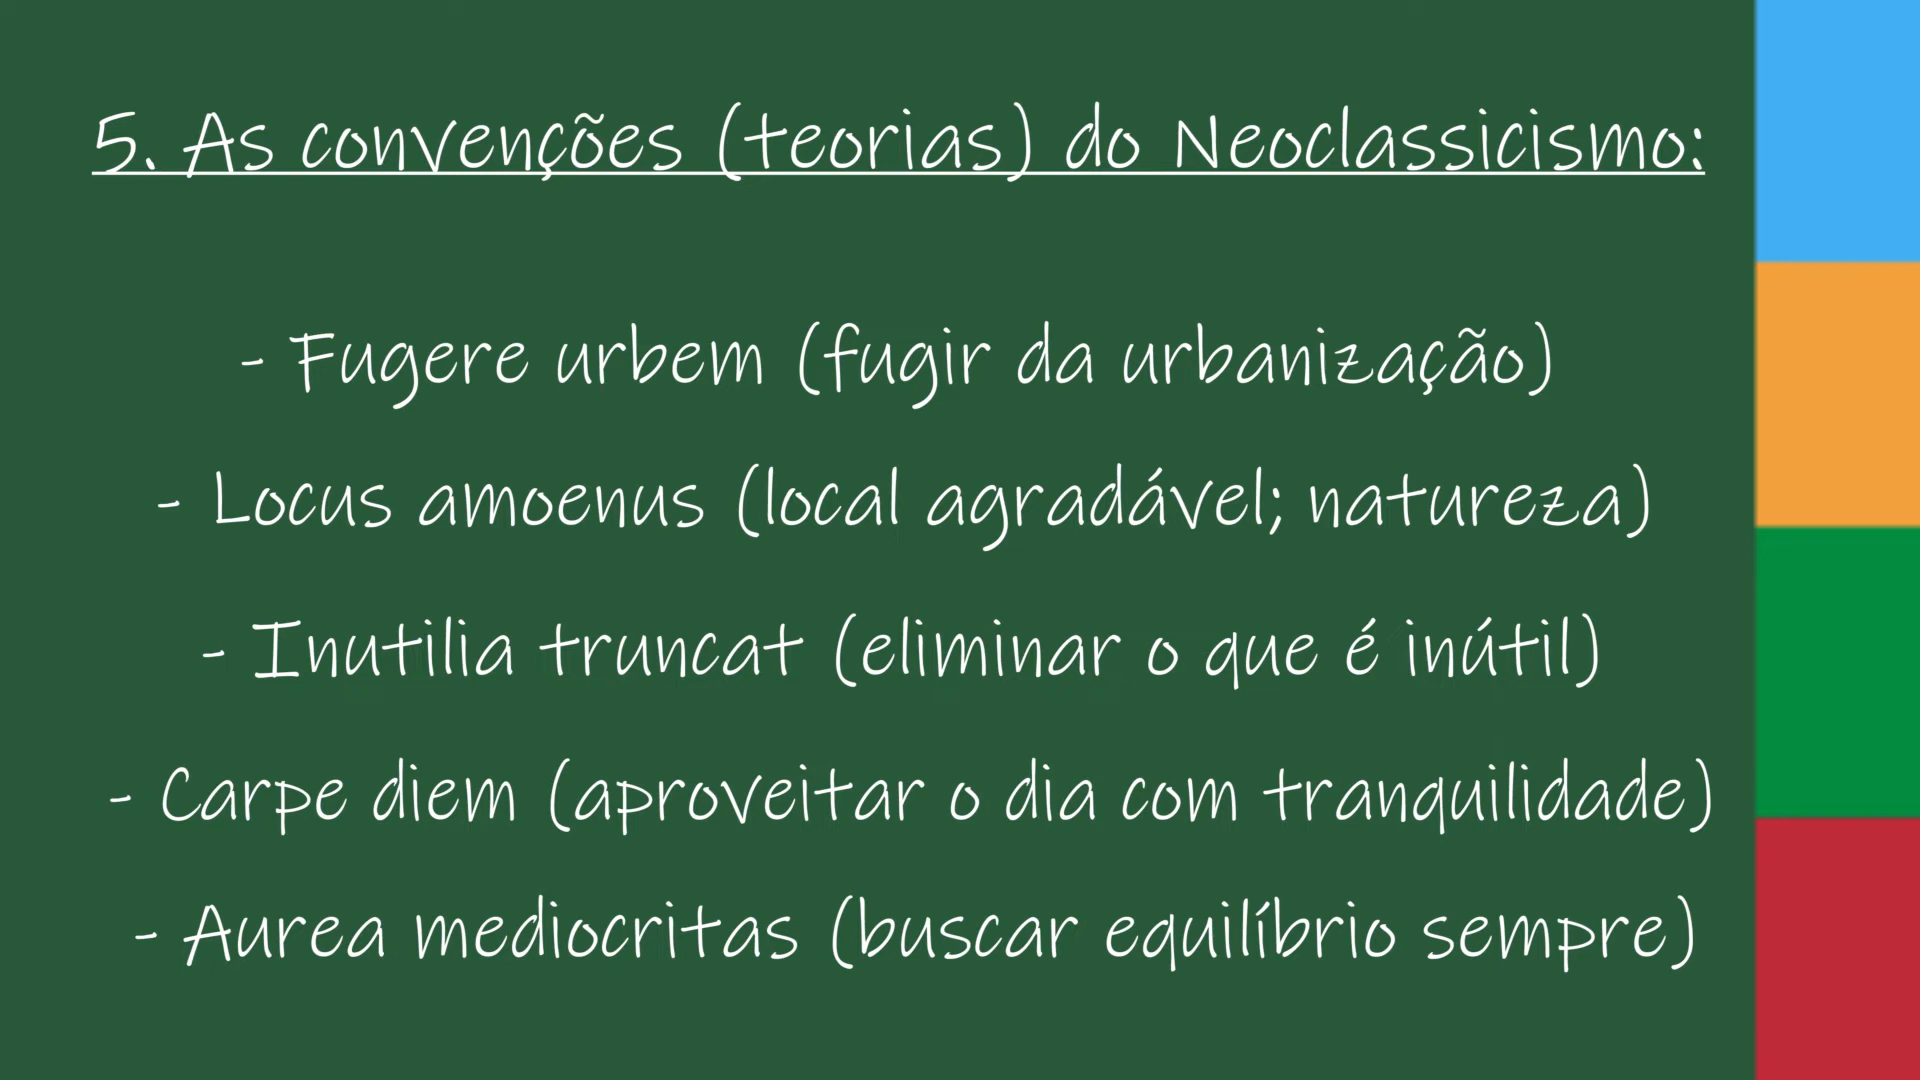 5. As convenções (teorias) do Neoclassicismo:
- Fugere urbem (fugir da urbanização)
- Locus amoenus (local agradável; natureza)
- Inutilia truncat (eliminar o que é inútil)
- Carpe diem (aproveitar o dia com tranquilidade)
- Aurea mediocritas (buscar equilíbrio sempre)